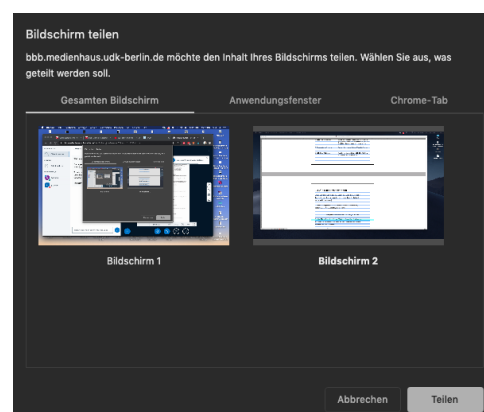 Bildschirm teilen
bbb.medienhaus.udk-berlin.de möchte den Inhalt Ihres Bildschirms teilen. Wählen Sie aus, was
geteilt werden soll.
Gesamten Bildschirm Anwendungsfenster Chrome-Tab
Bildschirm 1 Bildschirm 2
Abbrechen Teilen